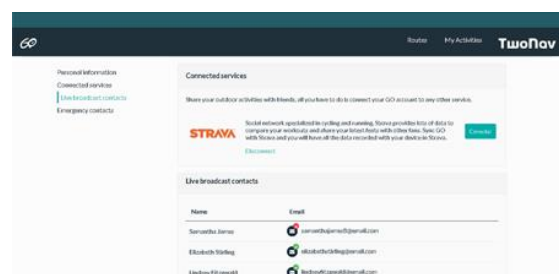 GO
Routes My Activities TwoNav
Personal information
Connected services
Live broadcast contacts
Emergency contacts
Connected services
Share your outdoor activities with friends, all you have to do is connect your GO account to any other service.
STRAVA
Social network specialized in cycling and running. Strava provides lots of data to
compare your workouts and share your latest feats with other fans. Sync GO
with Strava and you will have all the data recorded with your device in Strava.
Disconnect
Live broadcast contacts
Name Email
Samantha James
Elizabeth Stirling
Lindsay Fitzgerald